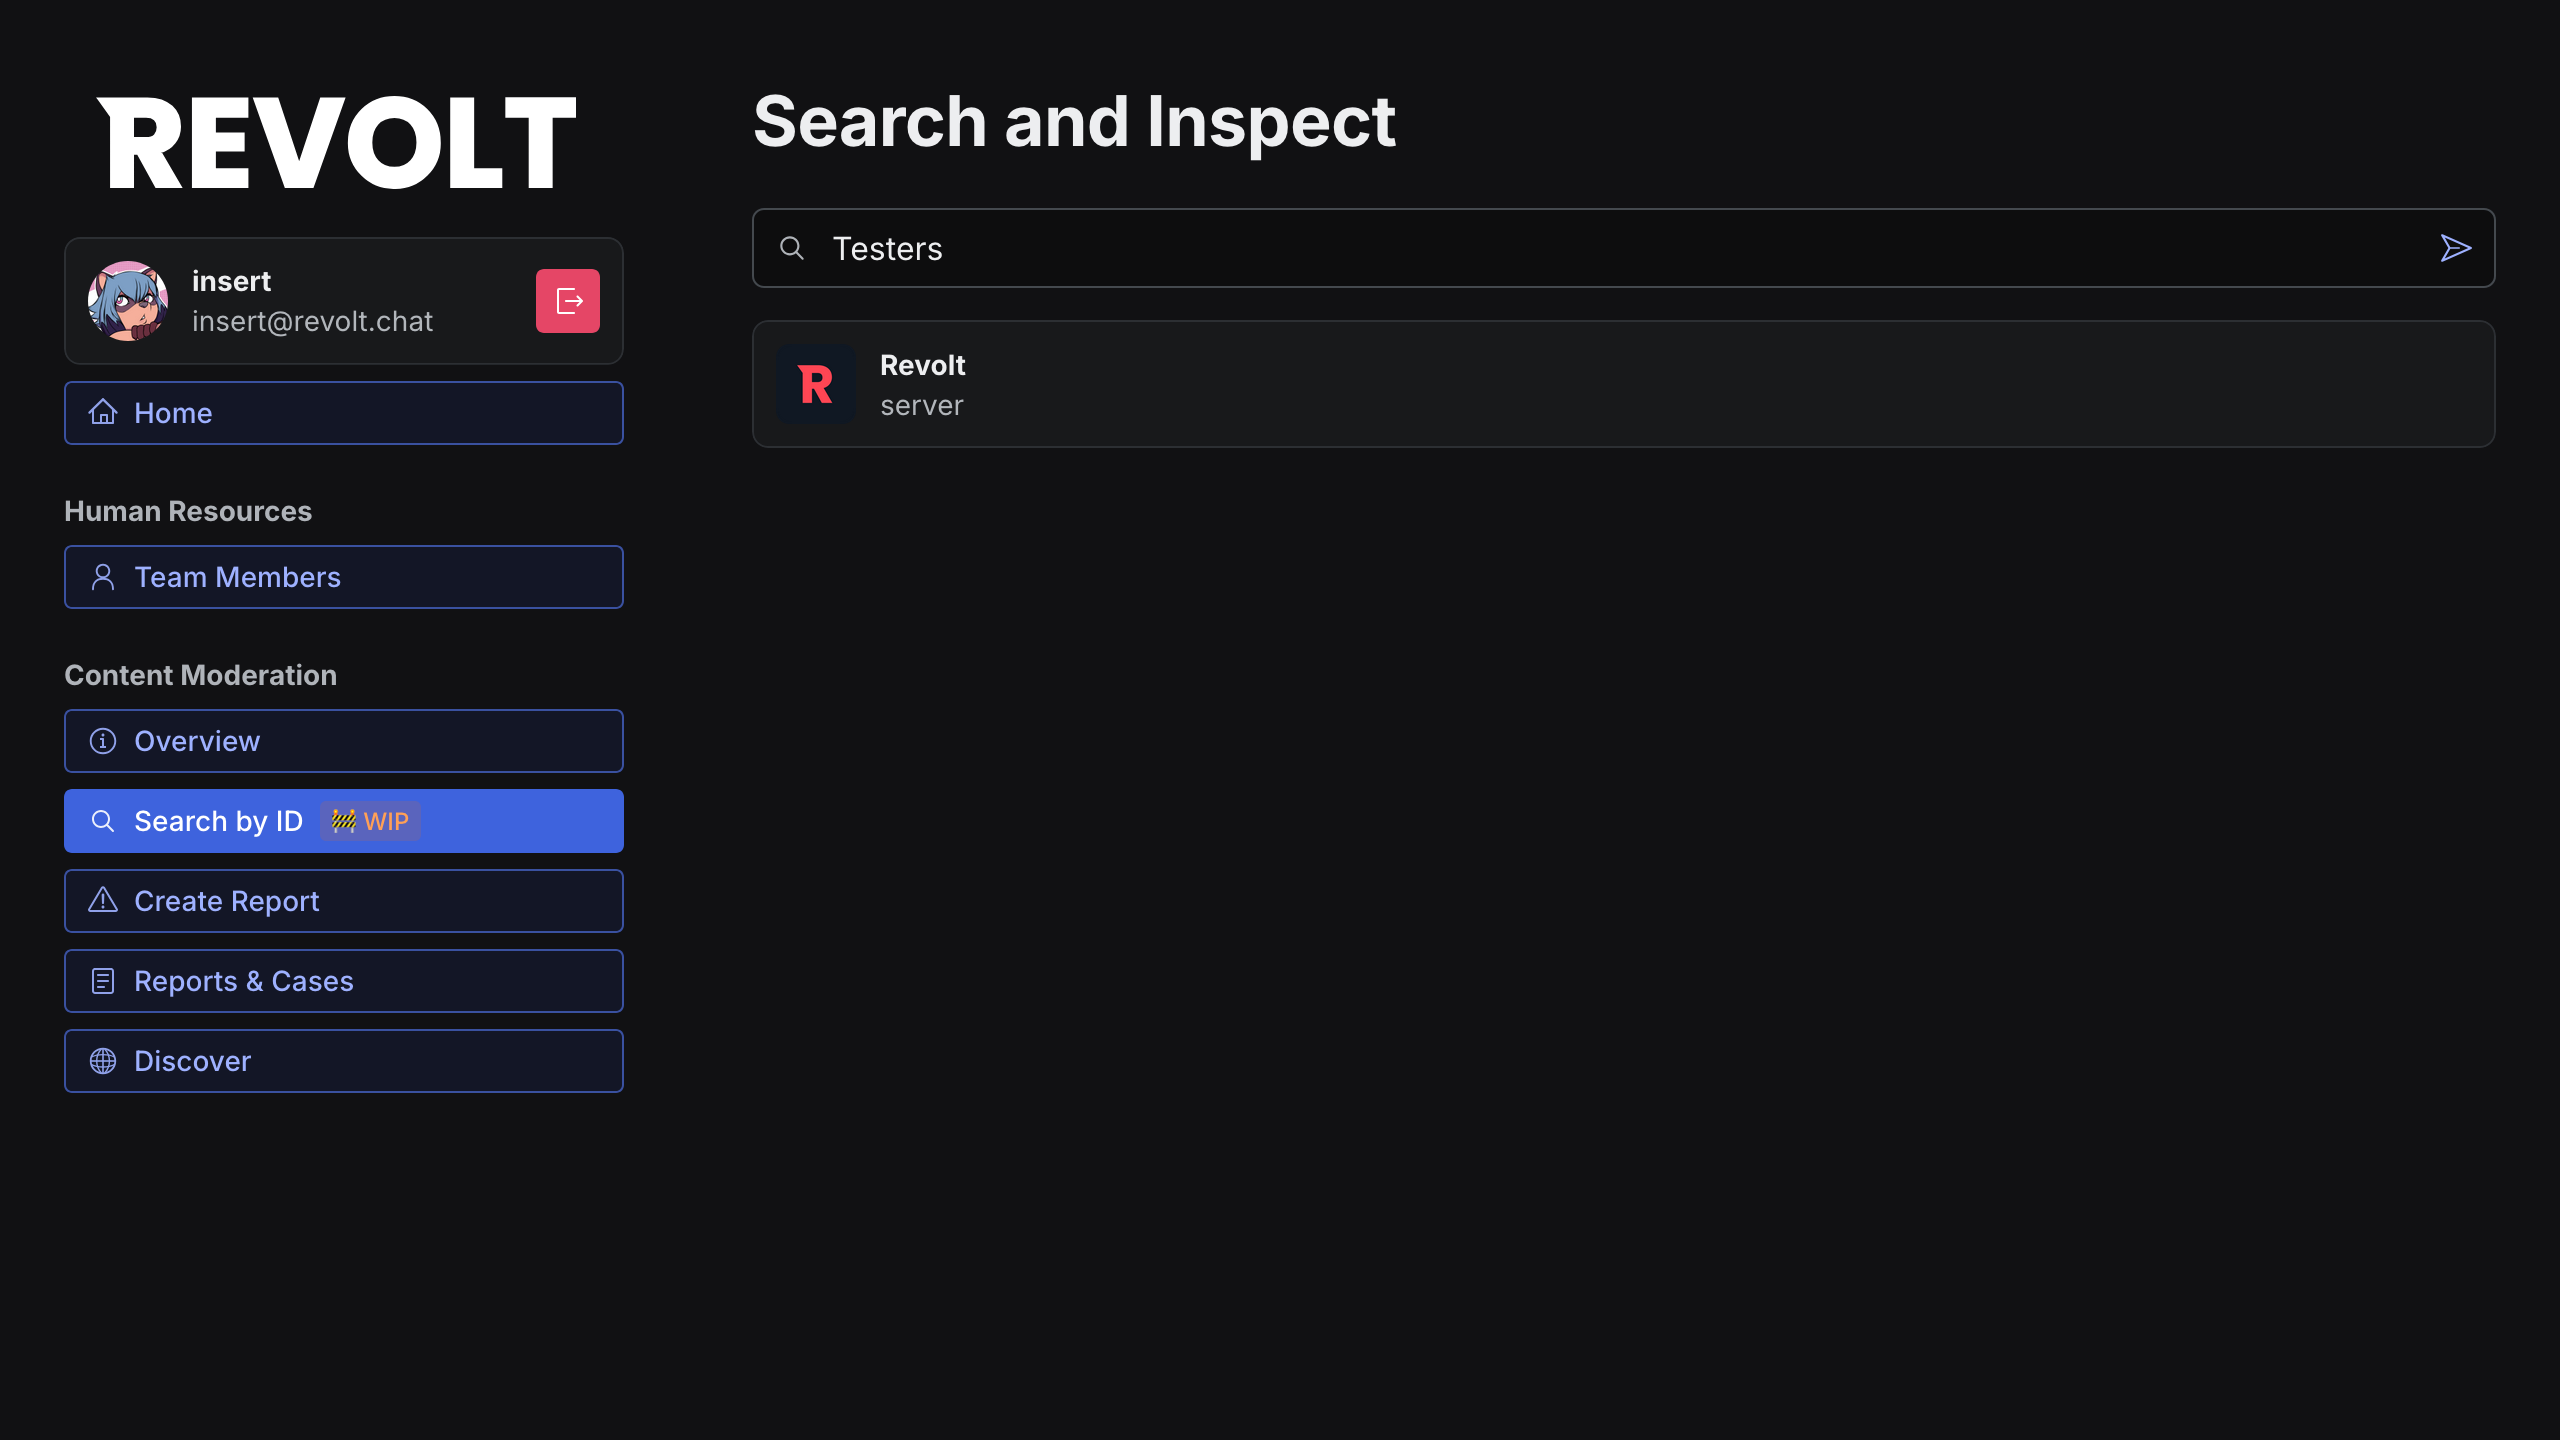 REVOLT
insert
insert@revolt.chat
Home
Human Resources
Team Members
Content Moderation
Overview
Search by ID 🚧 WIP
Create Report
Reports & Cases
Discover
Search and Inspect
Testers
R
Revolt
server